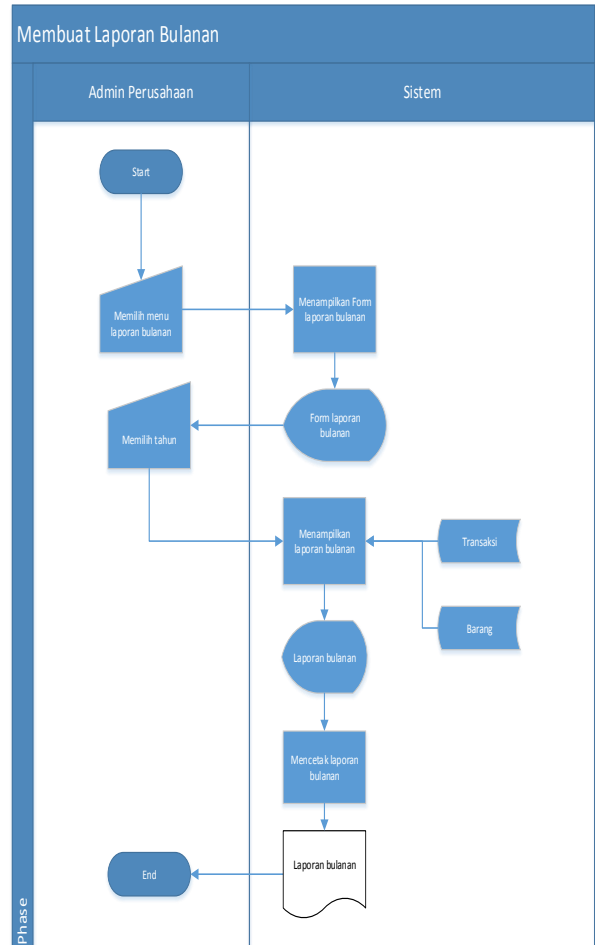 Membuat Laporan Bulanan
Admin Perusahaan
Sistem
Start
Memilih menu
laporan bulanan
Menampilkan Form
laporan bulanan
Form laporan
bulanan
Memilih tahun
Menampilkan
laporan bulanan
Transaksi
Barang
Laporan bulanan
Mencetak laporan
bulanan
Laporan bulanan
End
Phase